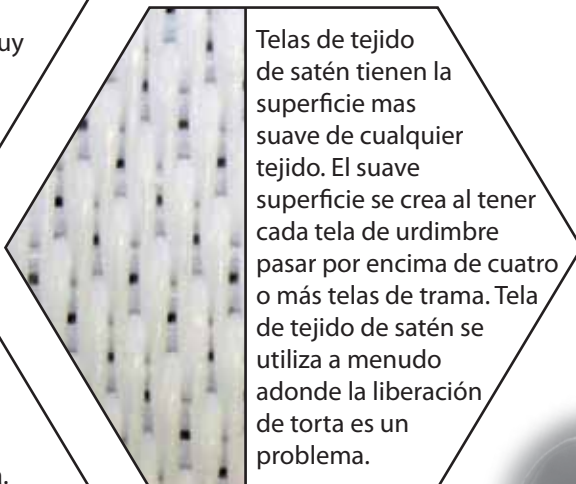 uy
Telas de tejido
de satén tienen la
superficie mas
suave de cualquier
tejido. El suave
superficie se crea al tener
cada tela de urdimbre
pasar por encima de cuatro
o más telas de trama. Tela
de tejido de satén se
utiliza a menudo
adonde la liberación
de torta es un
problema.